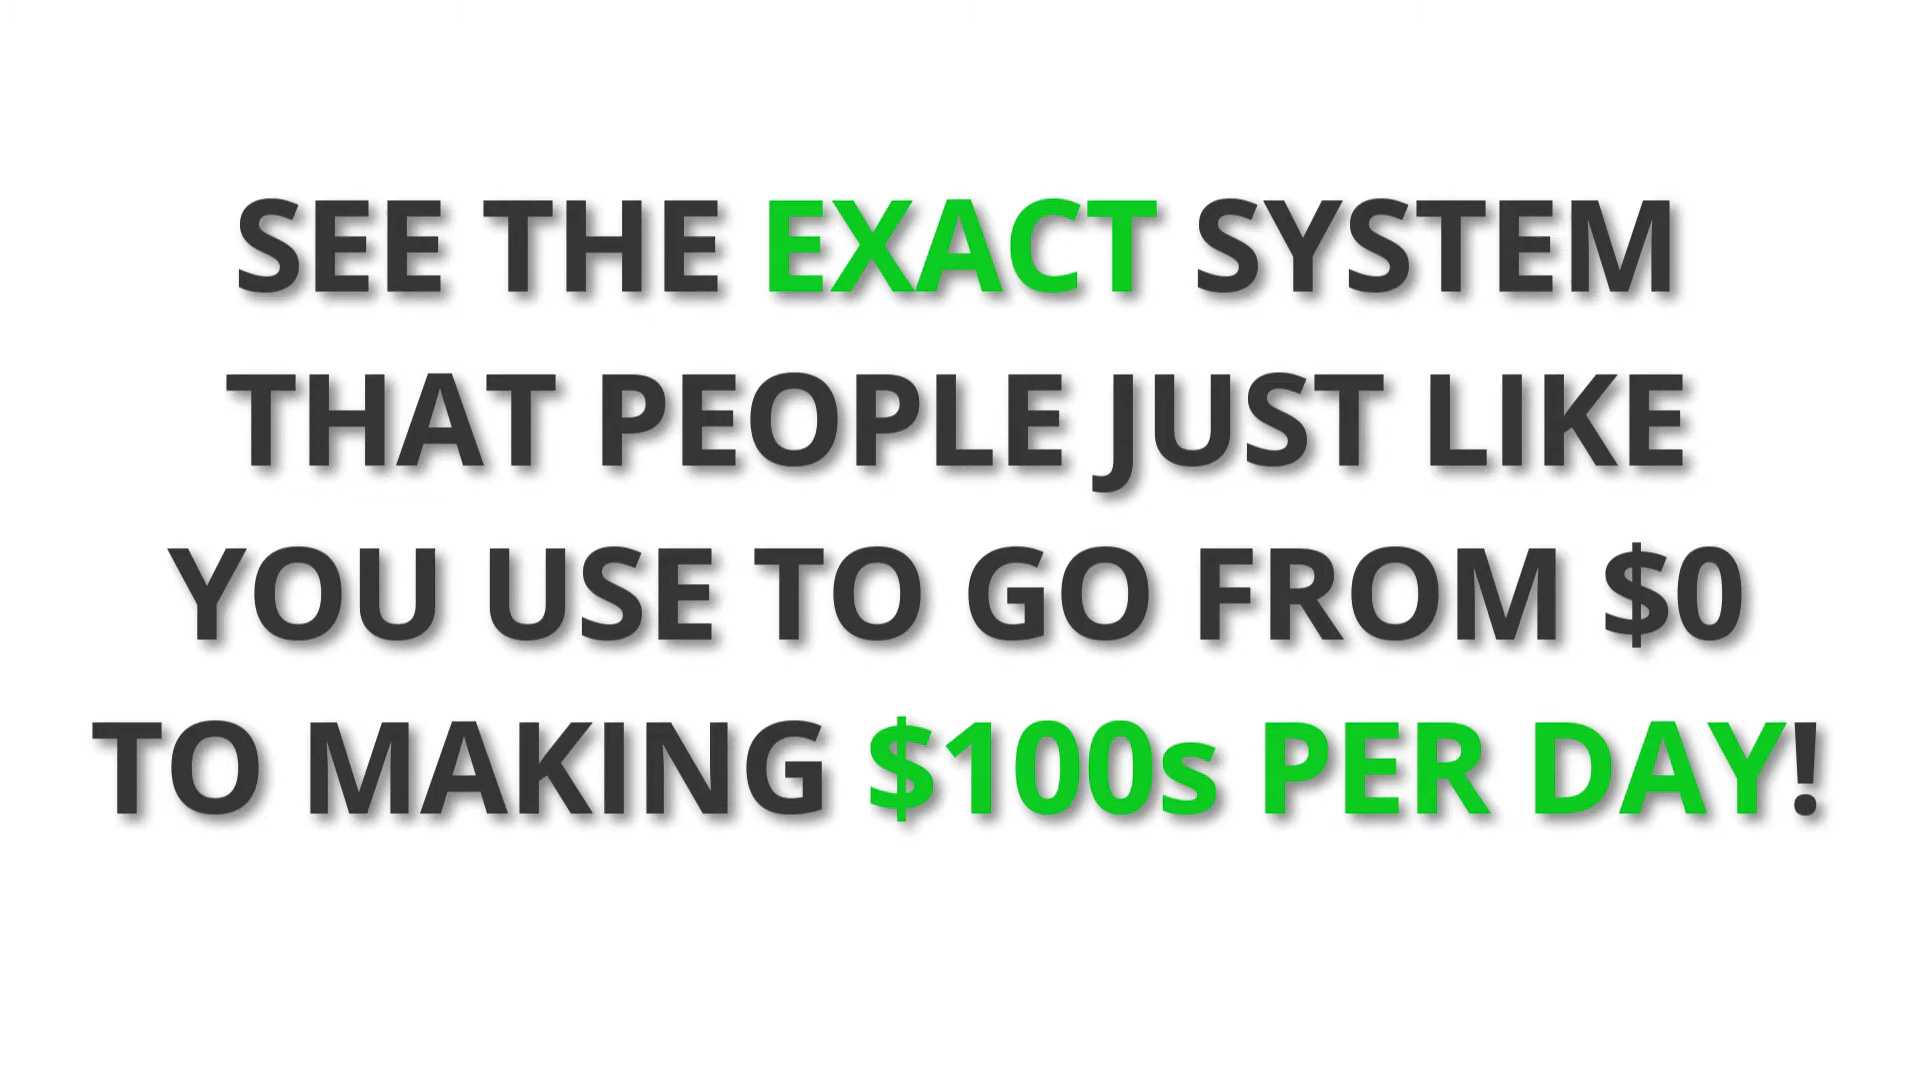 SEE THE EXACT SYSTEM
THAT PEOPLE JUST LIKE
YOU USE TO GO FROM $0
TO MAKING $100s PER DAY!